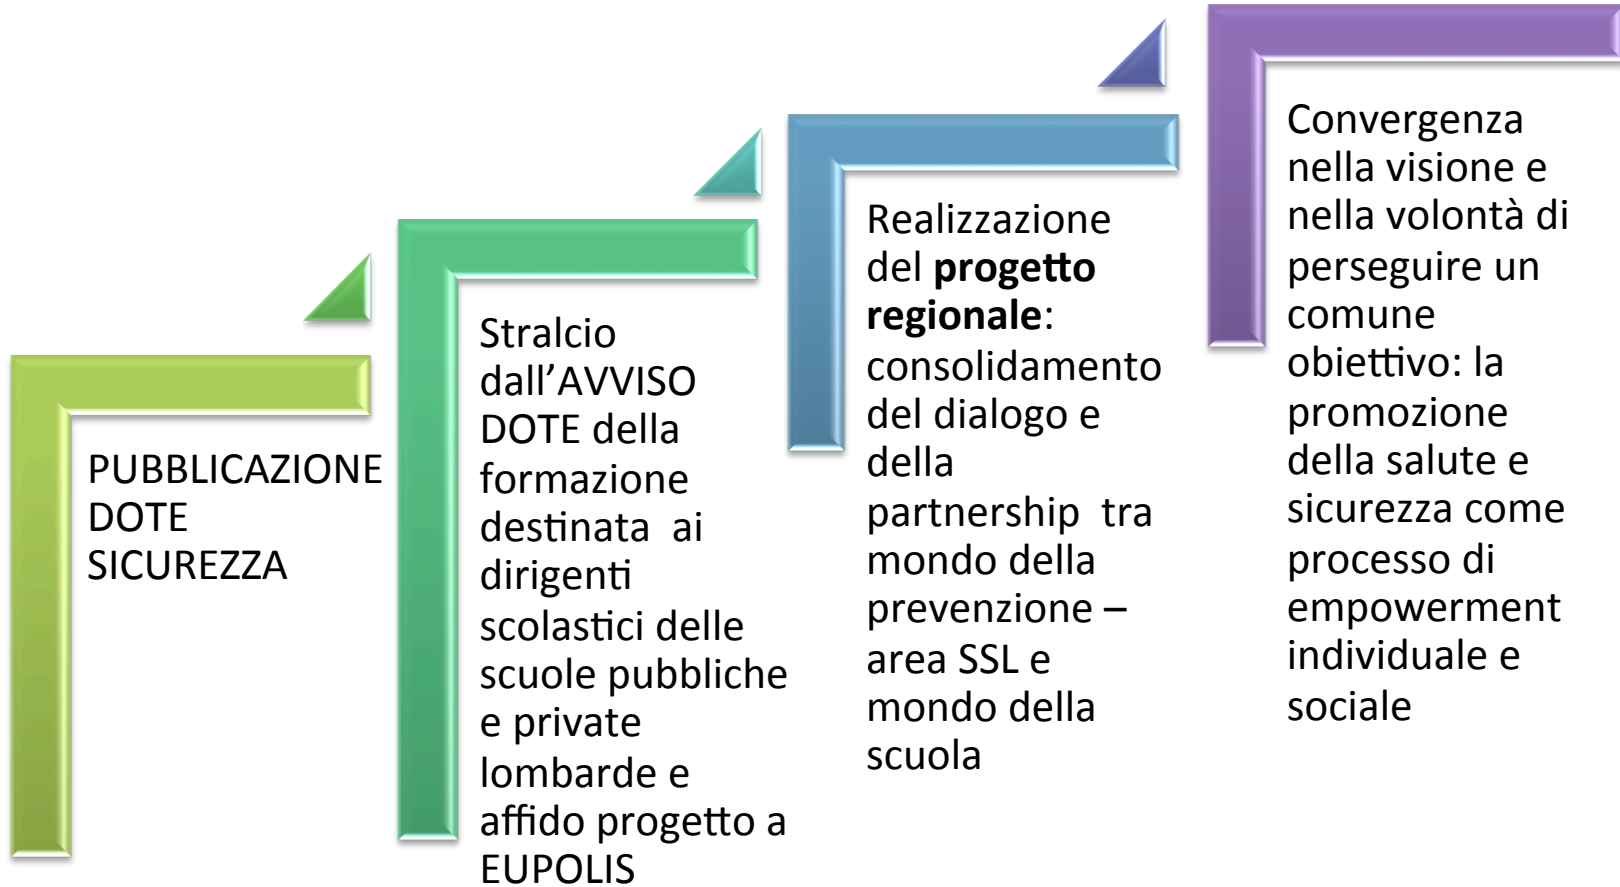 PUBBLICAZIONE
DOTE
SICUREZZA
Stralcio
dall’AVVISO
DOTE della
formazione
destinata ai
dirigenti
scolastici delle
scuole pubbliche
e private
lombarde e
affido progetto a
EUPOLIS
Realizzazione
del progetto
regionale:
consolidamento
del dialogo e
della
partnership tra
mondo della
prevenzione –
area SSL e
mondo della
scuola
Convergenza
nella visione e
nella volontà di
perseguire un
comune
obiettivo: la
promozione
della salute e
sicurezza come
processo di
empowerment
individuale e
sociale